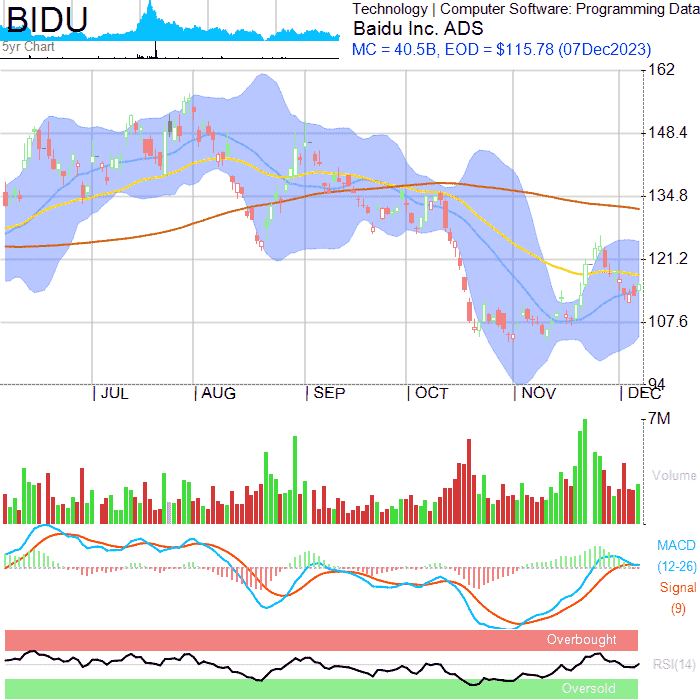 BIDU
5yr Chart
Technology | Computer Software: Programming Data
Baidu Inc. ADS
MC = 40.5B, EOD = $115.78 (07Dec2023)
162
148.4
134.8
121.2
107.6
94
JUL
AUG
SEP
OCT
NOV
DEC
7M
Volume
MACD
(12-26)
Signal
(9)
Overbought
RSI(14)
Oversold